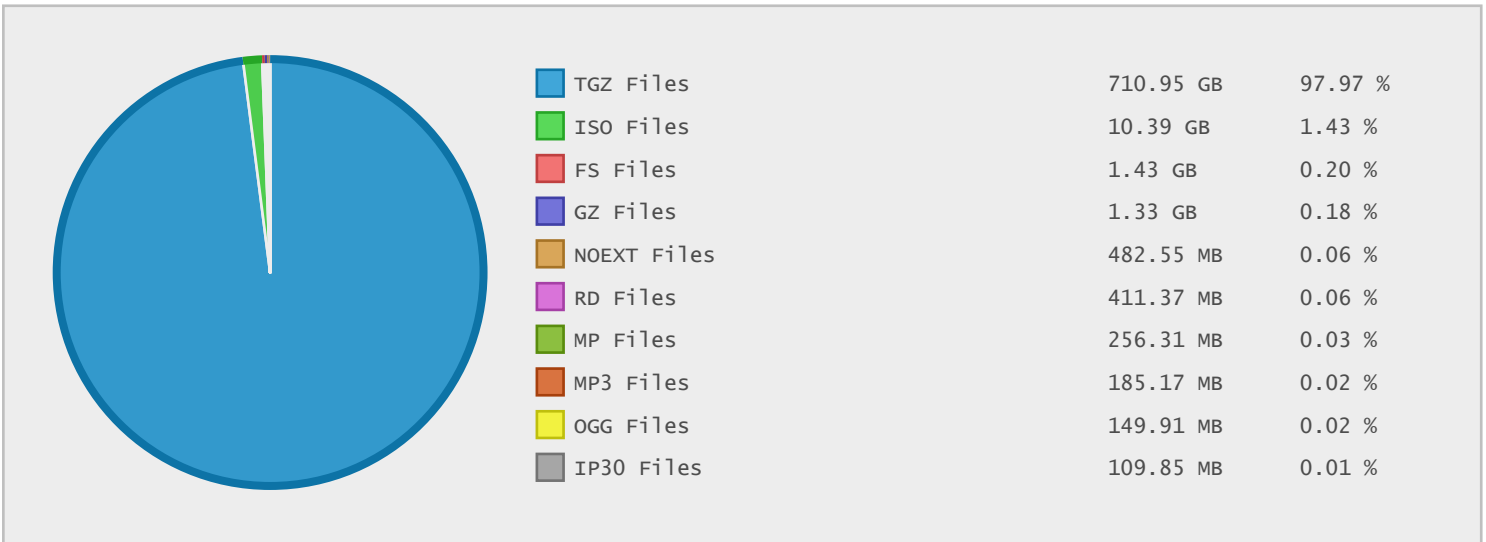 TGZ Files 710.95 GB 97.97 %
ISO Files 10.39 GB 1.43 %
FS Files 1.43 GB 0.20 %
GZ Files 1.33 GB 0.18 %
NOEXT Files 482.55 MB 0.06 %
RD Files 411.37 MB 0.06 %
MP Files 256.31 MB 0.03 %
MP3 Files 185.17 MB 0.02 %
OGG Files 149.91 MB 0.02 %
IP30 Files 109.85 MB 0.01 %